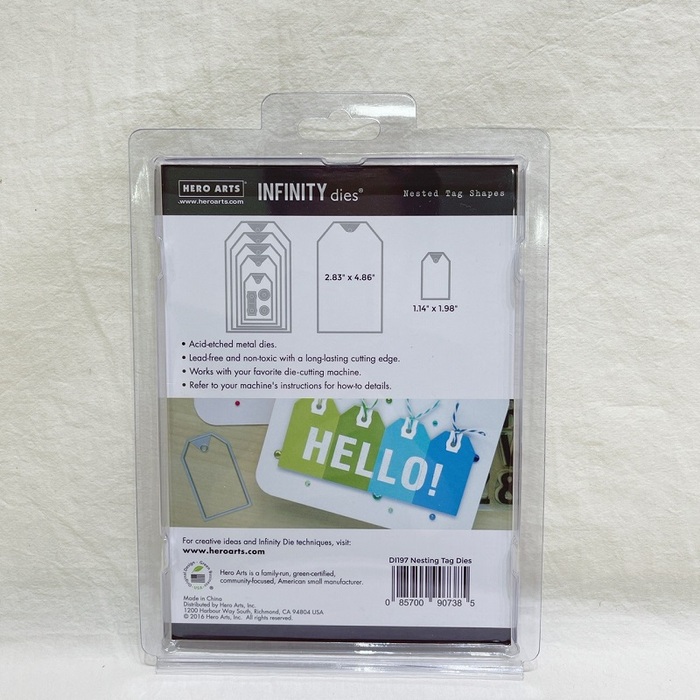 HERO ARTS®
www.heroarts.com
INFINITY dies®
Nested Tag Shapes
2.83" x 4.86"
1.14" x 1.98"
• Acid-etched metal dies.
• Lead-free and non-toxic with a long-lasting cutting edge.
• Works with your favorite die-cutting machine.
• Refer to your machine's instructions for how-to details.
HELLO!
For creative ideas and Infinity Die techniques, visit:
www.heroarts.com
Hero Arts is a family-run, green-certified,
community-focused, American small manufacturer.
USA
Made in China
Distributed by Hero Arts, Inc.
1200 Harbour Way South, Richmond, CA 94804 USA
© 2016 Hero Arts, Inc. All rights reserved.
DI197 Nesting Tag Dies
0 85700 90738 5